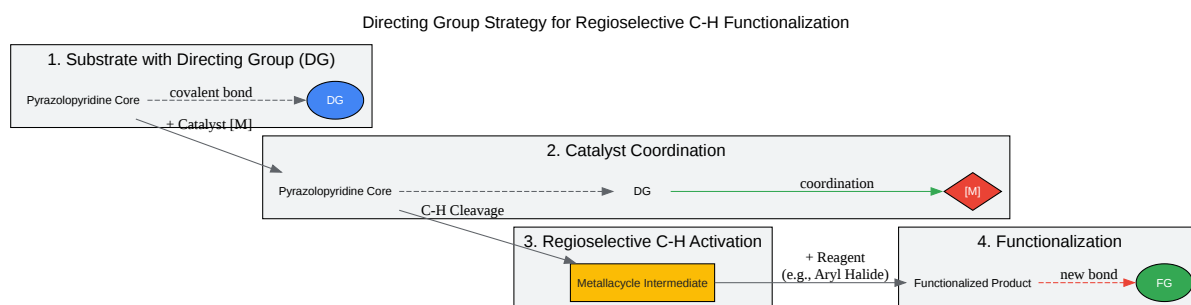 Directing Group Strategy for Regioselective C-H Functionalization
1. Substrate with Directing Group (DG)
Pyrazolopyridine Core
covalent bond
DG
+ Catalyst [M]
2. Catalyst Coordination
Pyrazolopyridine Core
DG
coordination
[M]
C-H Cleavage
3. Regioselective C-H Activation
Metallacycle Intermediate
+ Reagent
(e.g., Aryl Halide)
4. Functionalization
Functionalized Product
new bond
FG